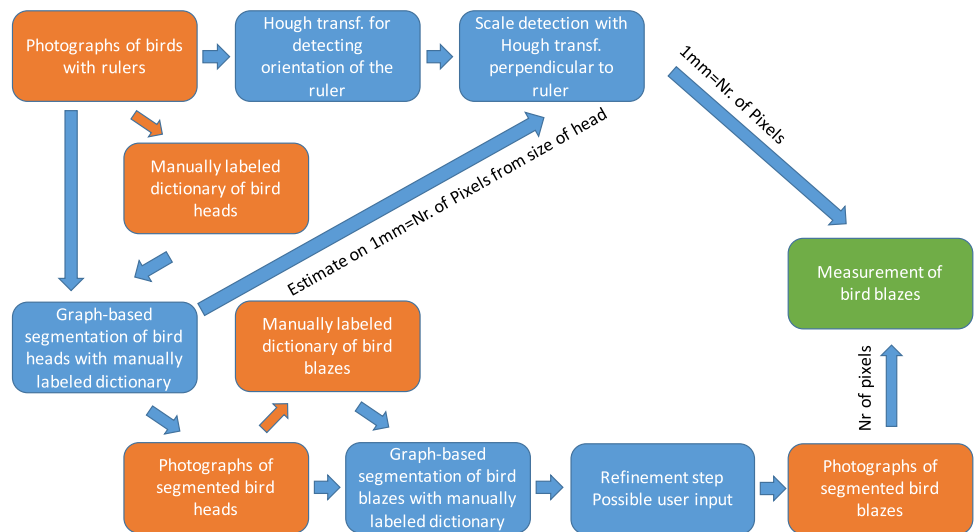 Photographs of birds
with rulers
Hough transf. for
detecting
orientation of the
ruler
Scale detection with
Hough transf.
perpendicular to
ruler
1mm=Nr. of Pixels
Manually labeled
dictionary of bird
heads
Estimate on 1mm=Nr. of Pixels from size of head
Measurement of
bird blazes
Graph-based
segmentation of bird
heads with manually
labeled dictionary
Manually labeled
dictionary of bird
blazes
Nr of pixels
Photographs of
segmented bird
heads
Graph-based
segmentation of bird
blazes with manually
labeled dictionary
Refinement step
Possible user input
Photographs of
segmented bird
blazes